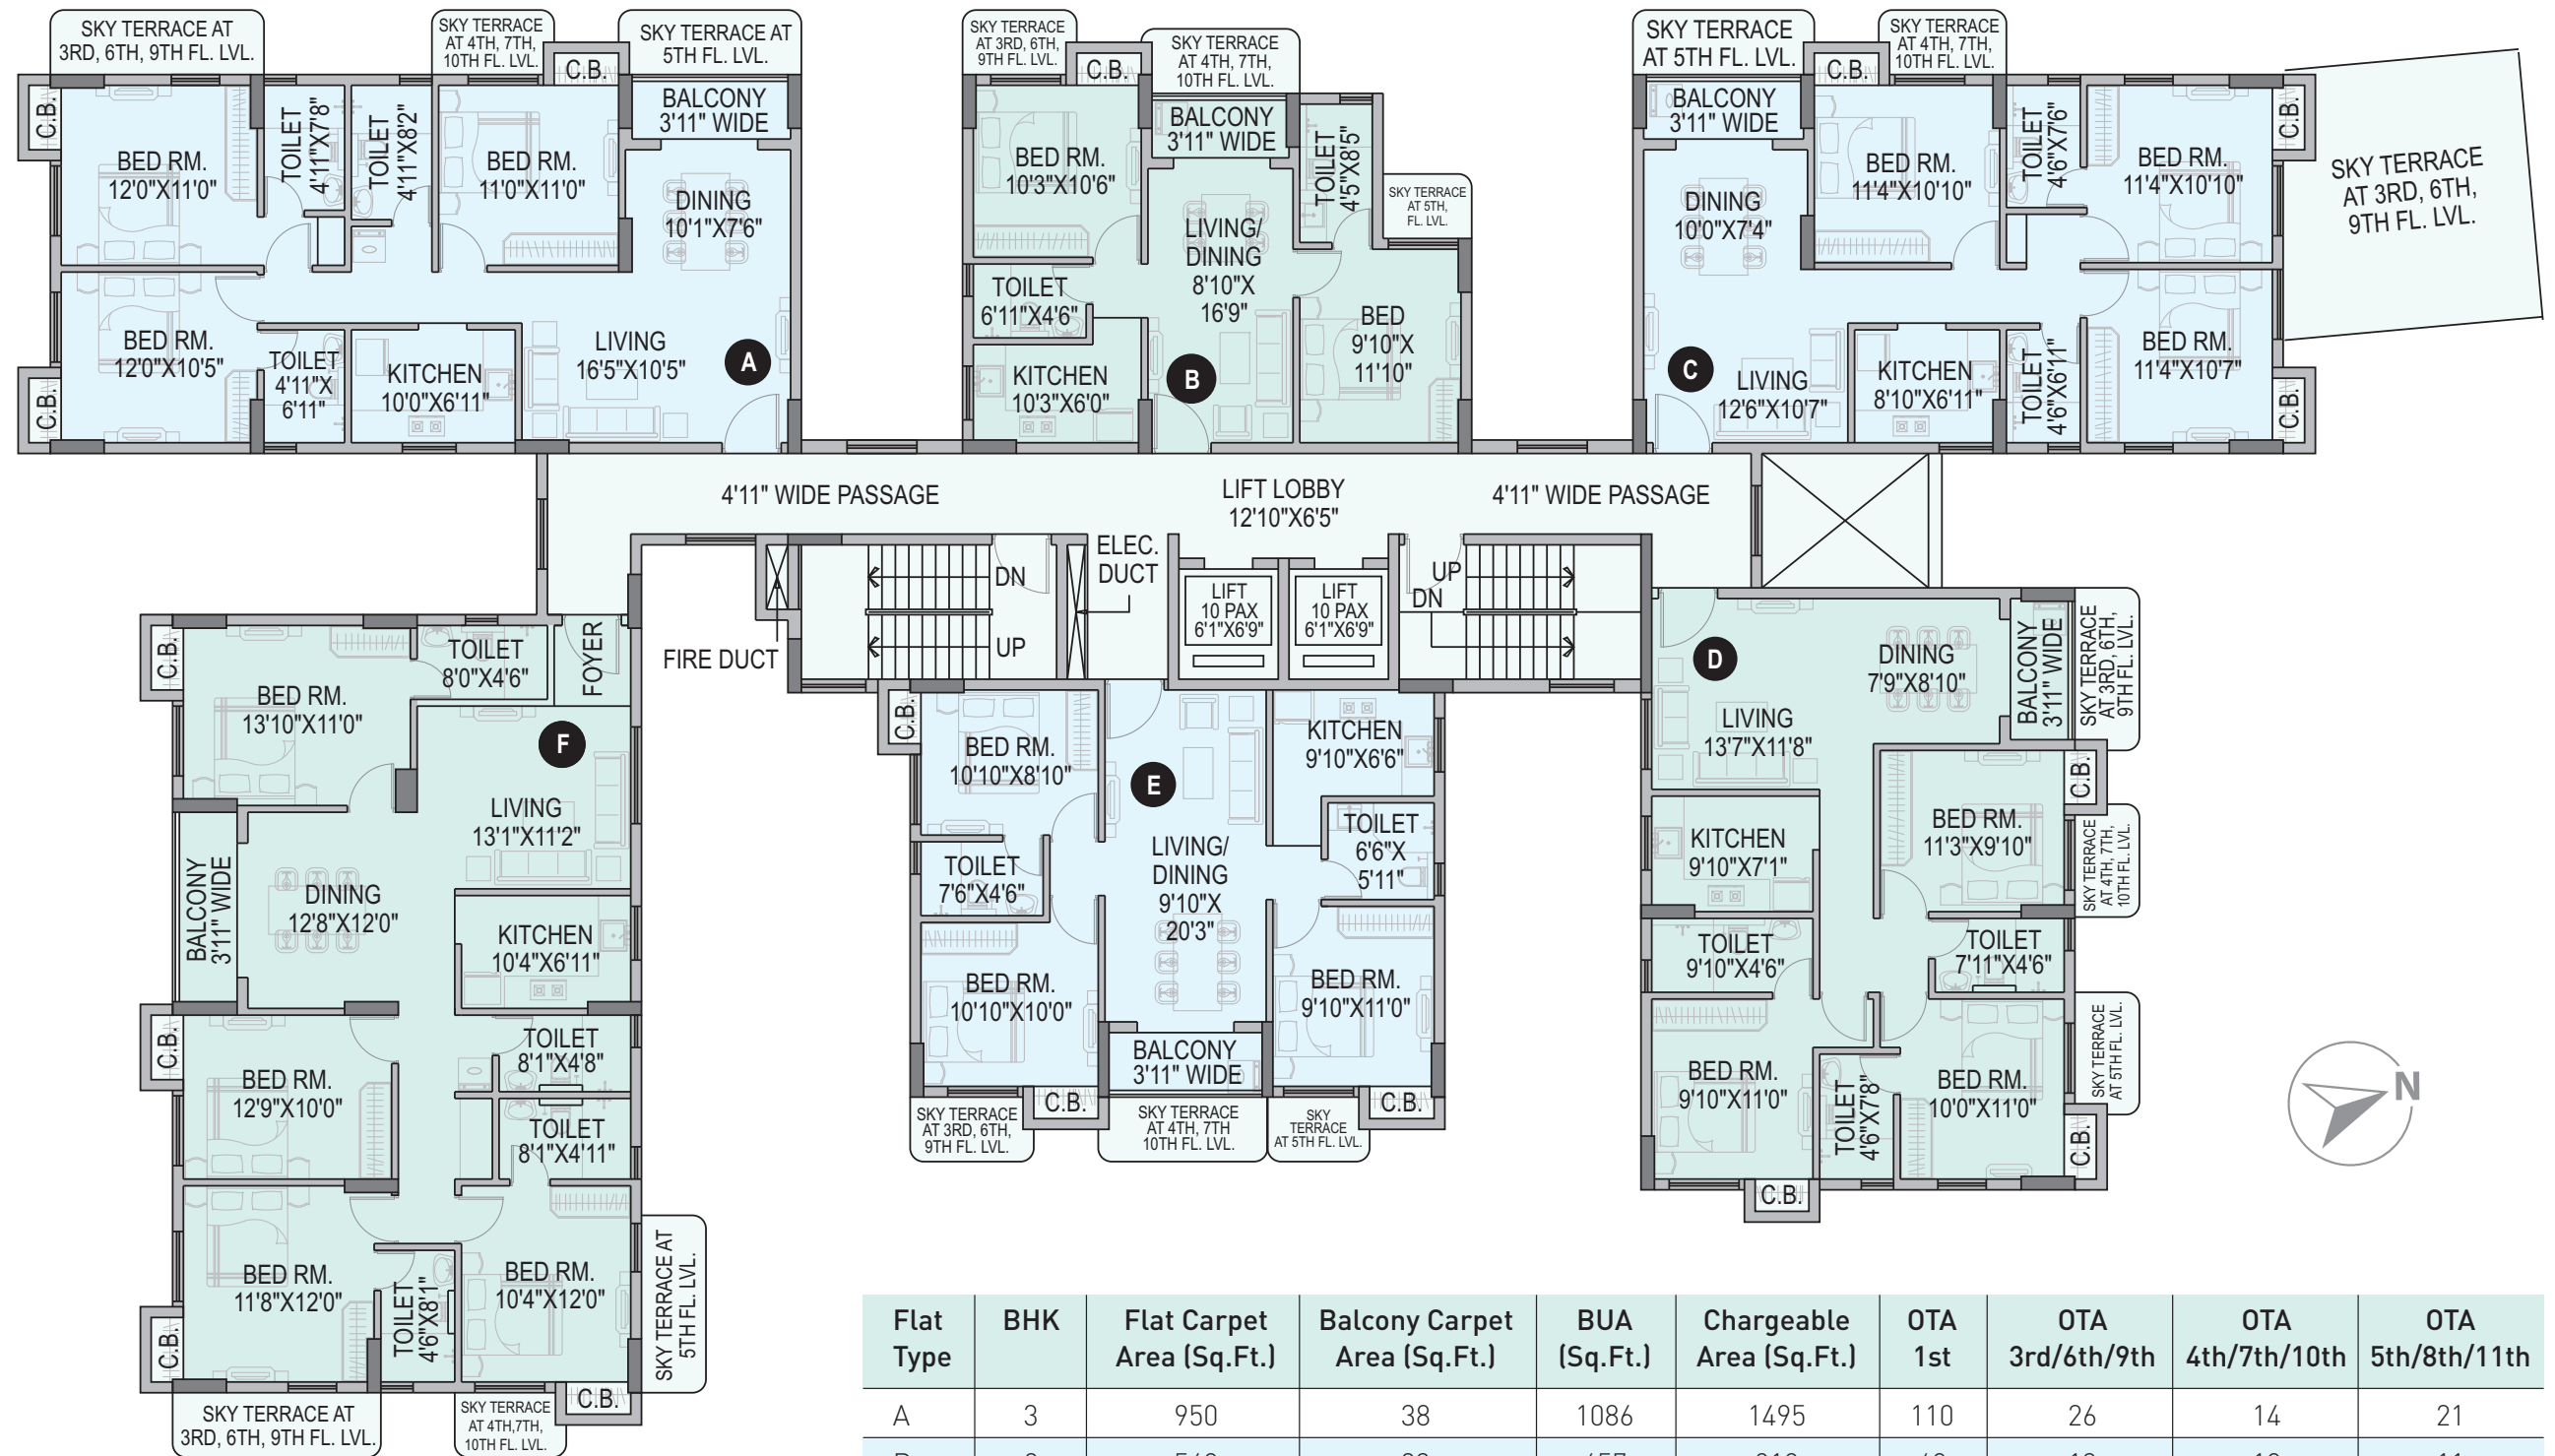 SKY TERRACE AT
3RD, 6TH, 9TH FL. LVL.
SKY TERRACE
AT 4TH, 7TH,
10TH FL. LVL.
SKY TERRACE AT
5TH FL. LVL.
C.B.
C.B.
BED RM.
12'0"X11'0"
TOILET
4'11"X7'8"
TOILET
4'11"X8'2"
BED RM.
11'0"X11'0"
BALCONY
3'11" WIDE
DINING
10'1"X7'6"
BED RM.
12'0"X10'5"
TOILET
4'11"X
6'11"
KITCHEN
10'0"X6'11"
LIVING
16'5"X10'5"
A
C.B.
SKY TERRACE
AT 3RD, 6TH,
9TH FL. LVL.
C.B.
SKY TERRACE
AT 4TH, 7TH,
10TH FL. LVL.
BED RM.
10'3"X10'6"
BALCONY
3'11" WIDE
TOILET
4'5"X8'5"
SKY TERRACE
AT 5TH,
FL. LVL.
LIVING/
DINING
8'10"X
16'9"
TOILET
6'11"X4'6"
BED
9'10"X
11'10"
KITCHEN
10'3"X6'0"
B
SKY TERRACE
AT 5TH FL. LVL.
C.B.
SKY TERRACE
AT 4TH, 7TH,
10TH FL. LVL.
BALCONY
3'11" WIDE
BED RM.
11'4"X10'10"
TOILET
4'6"X7'6"
BED RM.
11'4"X10'10"
C.B.
SKY TERRACE
AT 3RD, 6TH,
9TH FL. LVL.
DINING
10'0"X7'4"
C
LIVING
12'6"X10'7"
KITCHEN
8'10"X6'11"
TOILET
4'6"X6'11"
BED RM.
11'4"X10'7"
C.B.
4'11" WIDE PASSAGE
LIFT LOBBY
12'10"X6'5"
4'11" WIDE PASSAGE
ELEC.
DUCT
DN
UP
FIRE DUCT
LIFT
10 PAX
6'1"X6'9"
LIFT
10 PAX
6'1"X6'9"
UP
DN
C.B.
BED RM.
13'10"X11'0"
TOILET
8'0"X4'6"
FOYER
F
LIVING
13'1"X11'2"
BALCONY
3'11" WIDE
DINING
12'8"X12'0"
KITCHEN
10'4"X6'11"
C.B.
BED RM.
12'9"X10'0"
TOILET
8'1"X4'8"
TOILET
8'1"X4'11"
BED RM.
11'8"X12'0"
TOILET
4'6"X8'1"
BED RM.
10'4"X12'0"
C.B.
C.B.
SKY TERRACE AT
5TH FL. LVL.
SKY TERRACE AT
3RD, 6TH, 9TH FL. LVL.
SKY TERRACE
AT 4TH,7TH,
10TH FL. LVL.
C.B.
BED RM.
10'10"X8'10"
E
KITCHEN
9'10"X6'6"
TOILET
7'6"X4'6"
LIVING/
DINING
9'10"X
20'3"
TOILET
6'6"X
5'11"
BED RM.
10'10"X10'0"
BED RM.
9'10"X11'0"
BALCONY
3'11" WIDE
C.B.
C.B.
SKY TERRACE
AT 3RD, 6TH,
9TH FL. LVL.
SKY TERRACE
AT 4TH, 7TH
10TH FL. LVL.
SKY
TERRACE
AT 5TH FL. LVL.
D
DINING
7'9"X8'10"
BALCONY
3'11" WIDE
SKY TERRACE
AT 3RD, 6TH,
9TH FL. LVL.
LIVING
13'7"X11'8"
C.B.
KITCHEN
9'10"X7'1"
BED RM.
11'3"X9'10"
SKY TERRACE
AT 4TH, 7TH,
10TH FL. LVL.
TOILET
9'10"X4'6"
TOILET
7'11"X4'6"
BED RM.
9'10"X11'0"
TOILET
4'6"X7'8"
BED RM.
10'0"X11'0"
SKY TERRACE
AT 5TH FL. LVL.
C.B.
C.B.
N
Flat Type BHK Flat Carpet Area (Sq.Ft.) Balcony Carpet Area (Sq.Ft.) BUA (Sq.Ft.) Chargeable Area (Sq.Ft.) OTA 1st OTA 3rd/6th/9th OTA 4th/7th/10th OTA 5th/8th/11th
A 3 950 38 1086 1495 110 26 14 21